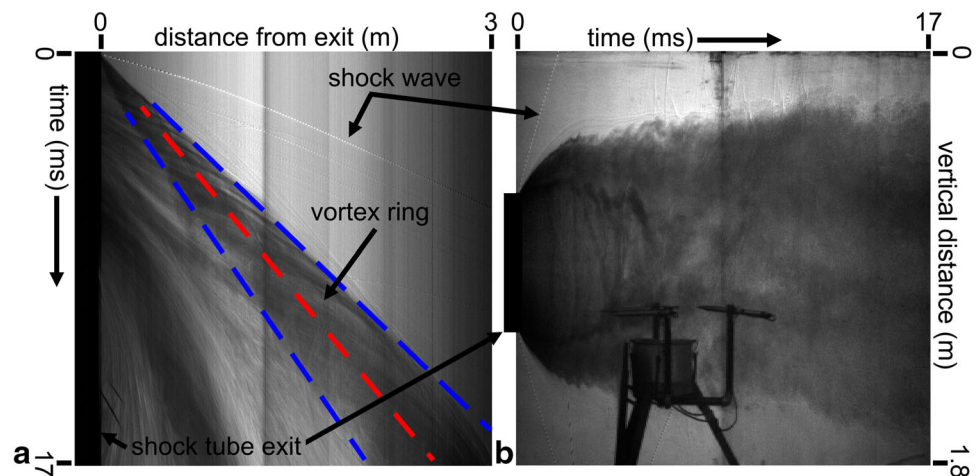 0
3
distance from exit (m)
0
17
time (ms)
0
time (ms)
17
shock wave
vortex ring
shock tube exit
a
b
0
vertical distance (m)
1.8